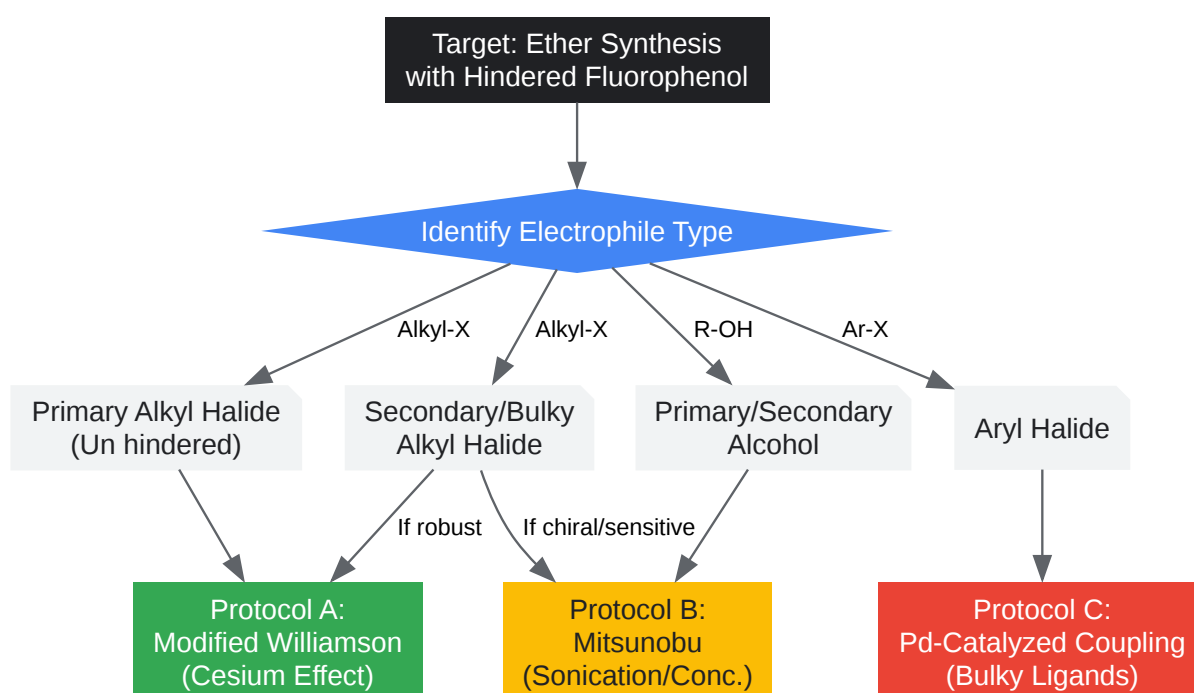 Target: Ether Synthesis
with Hindered Fluorophenol
Identify Electrophile Type
Alkyl-X
Alkyl-X
R-OH
Ar-X
Primary Alkyl Halide
(Un hindered)
Secondary/Bulky
Alkyl Halide
Primary/Secondary
Alcohol
Aryl Halide
If robust
If chiral/sensitive
Protocol A:
Modified Williamson
(Cesium Effect)
Protocol B:
Mitsunobu
(Sonication/Conc.)
Protocol C:
Pd-Catalyzed Coupling
(Bulky Ligands)